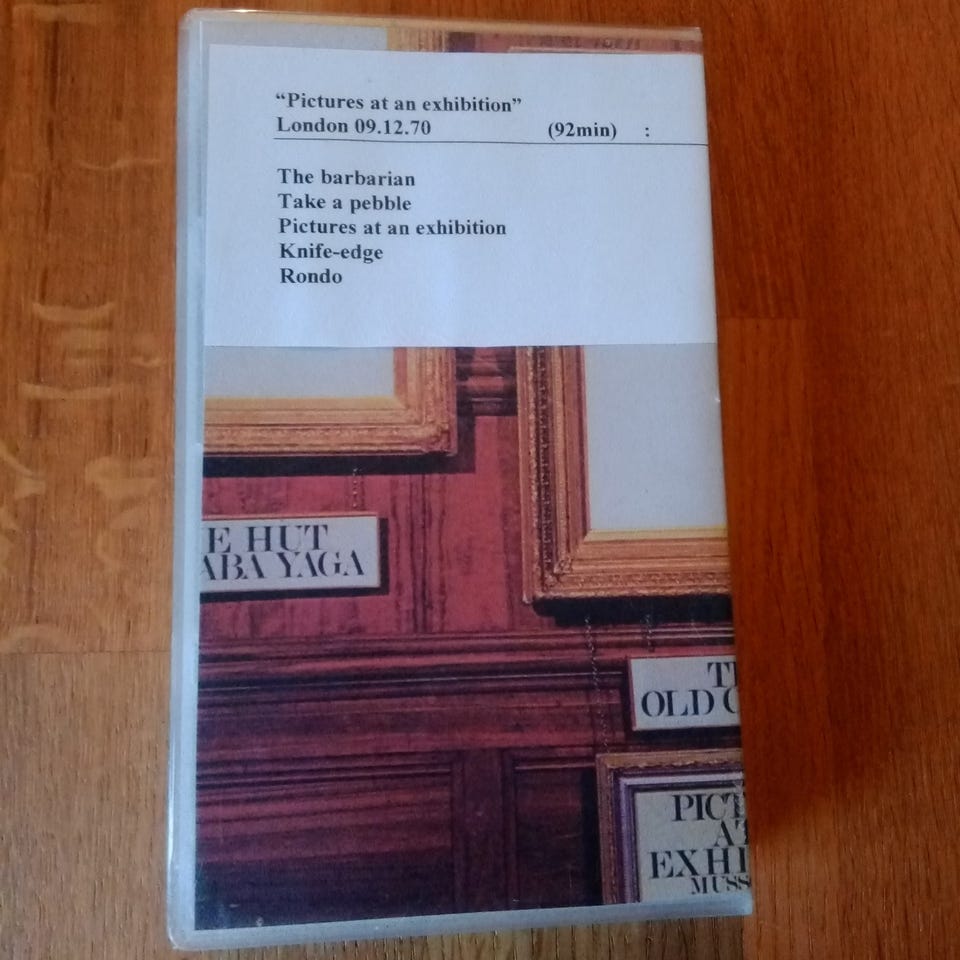 “Pictures at an exhibition”
London 09.12.70 (92min) :
The barbarian
Take a pebble
Pictures at an exhibition
Knife-edge
Rondo
E HUT
ABA YAGA
T
OLD
PICT
AT
EXHI
MUSS